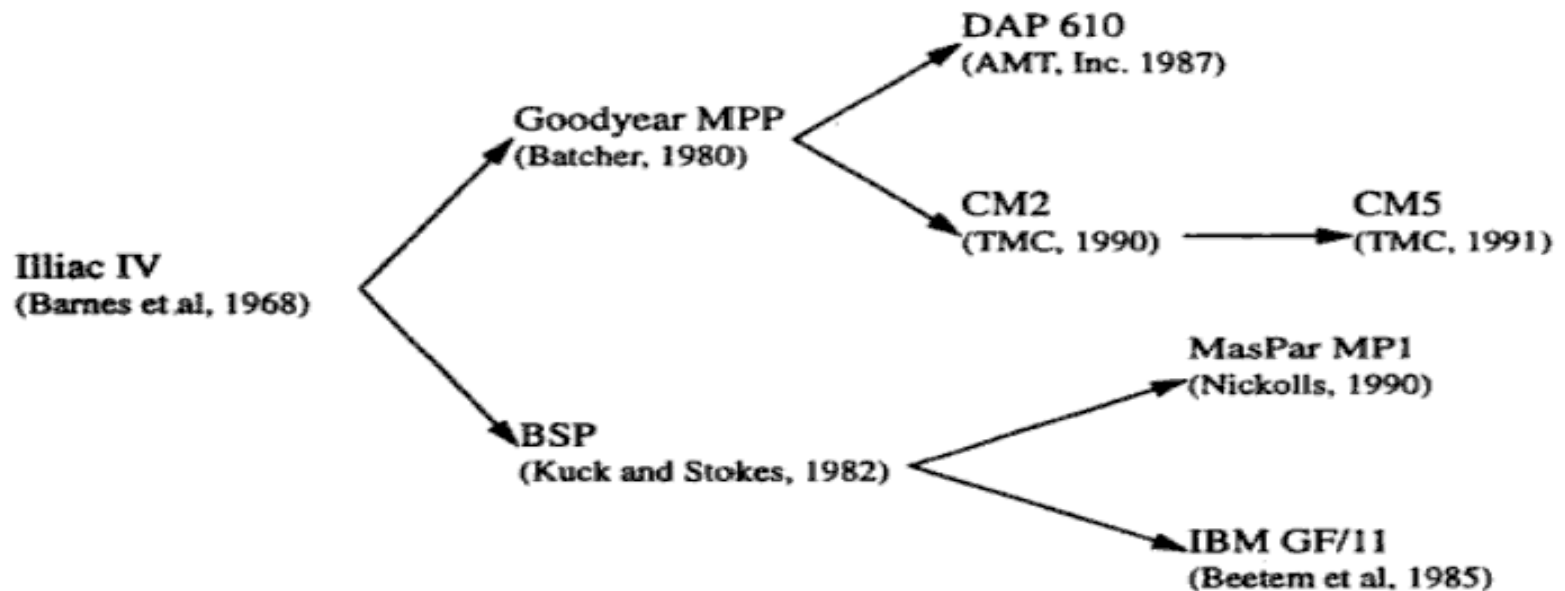 DAP 610
(AMT, Inc. 1987)
Goodyear MPP
(Batcher, 1980)
CM2
(TMC, 1990)
CM5
(TMC, 1991)
Illiac IV
(Barnes et al, 1968)
MasPar MP1
(Nickolls, 1990)
BSP
(Kuck and Stokes, 1982)
IBM GF/11
(Beetem et al, 1985)